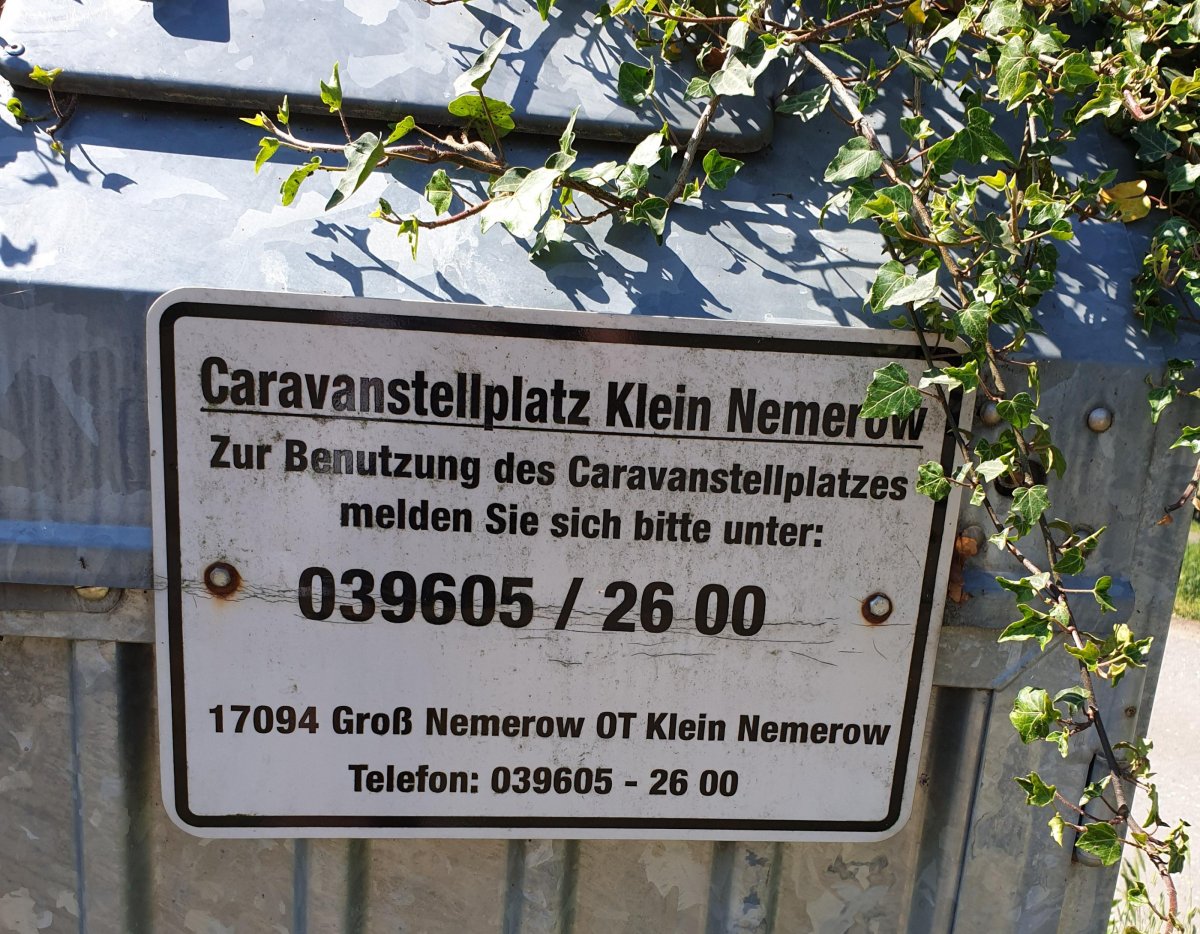 Caravanstellplatz Klein Nemerow
Zur Benutzung des Caravanstellplatzes
melden Sie sich bitte unter:
039605 / 26 00
17094 Groß Nemerow OT Klein Nemerow
Telefon: 039605 - 26 00